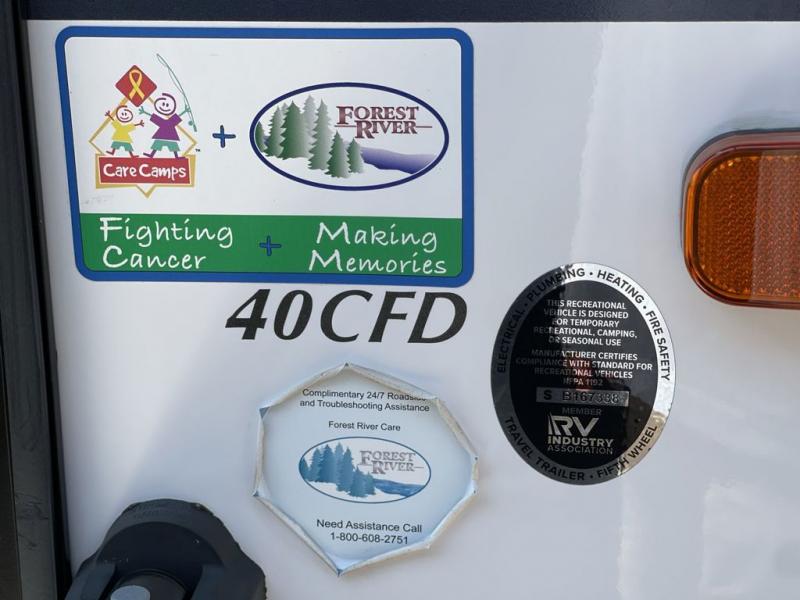 Care Camps ™
+
FOREST
RIVER
Fighting + Making
Cancer Memories
40CFD
ELECTRICAL • PLUMBING • HEATING • FIRE SAFETY
THIS RECREATIONAL
VEHICLE IS DESIGNED
FOR TEMPORARY
RECREATIONAL, CAMPING,
OR SEASONAL USE
MANUFACTURER CERTIFIES
COMPLIANCE WITH STANDARD FOR
RECREATIONAL VEHICLES
NFPA 1192
S B167338
MEMBER
RV
INDUSTRY
ASSOCIATION
TRAVEL TRAILER • FIFTH WHEEL
Complimentary 24/7
and Troubleshooting Assistance
Forest River Care
FOREST
RIVER
Need Assistance Call
1-800-608-2751